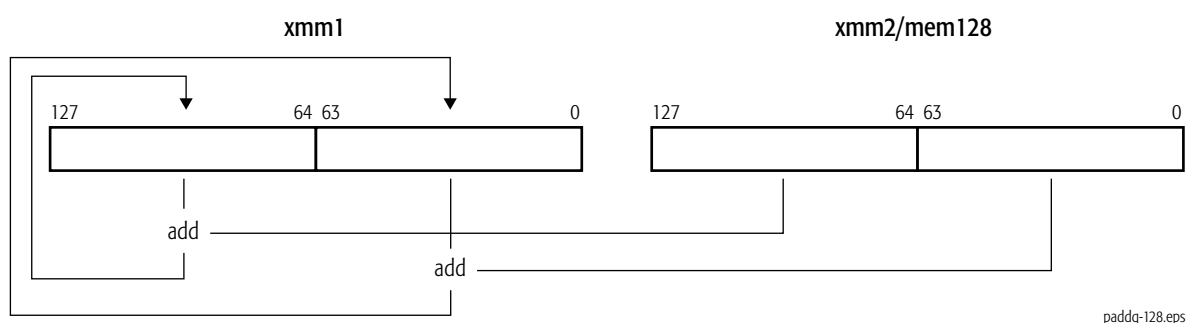 xmm1 xmm2/mem128
127 64 63 0 127 64 63 0
add
add
paddq-128.eps